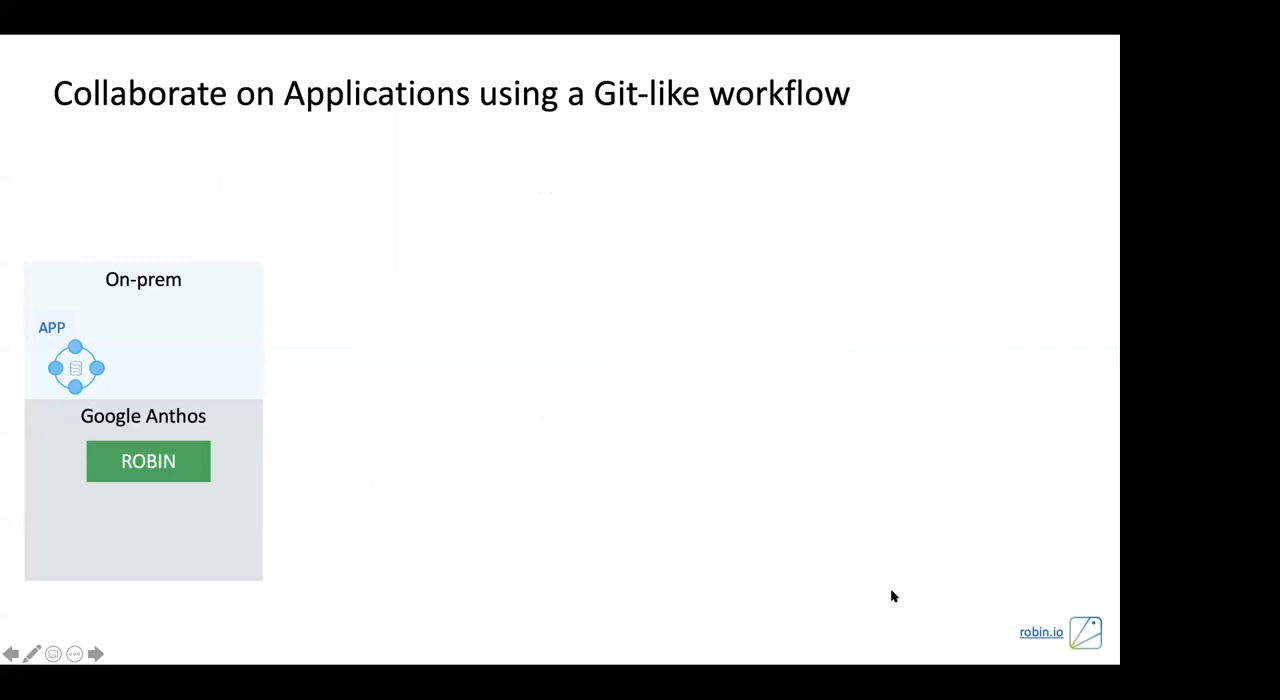 Collaborate on Applications using a Git-like workflow
On-prem
APP
Google Anthos
ROBIN
robin.io